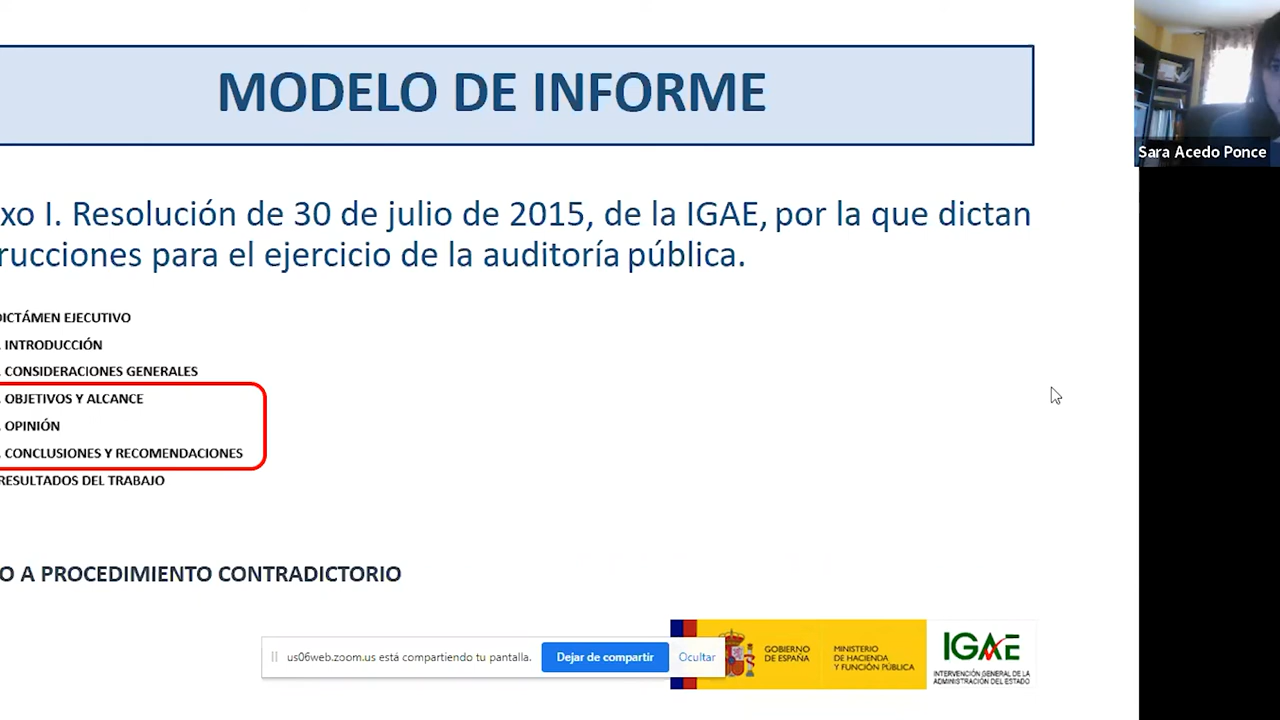 MODELO DE INFORME
Sara Acedo Ponce
xo I. Resolución de 30 de julio de 2015, de la IGAE, por la que dictan
rucciones para el ejercicio de la auditoría pública.
DICTÁMEN EJECUTIVO
. INTRODUCCIÓN
. CONSIDERACIONES GENERALES
. OBJETIVOS Y ALCANCE
. OPINIÓN
. CONCLUSIONES Y RECOMENDACIONES
RESULTADOS DEL TRABAJO
O A PROCEDIMIENTO CONTRADICTORIO
us06web.zoom.us está compartiendo tu pantalla.
Dejar de compartir
Ocultar
GOBIERNO
DE ESPAÑA
MINISTERIO
DE HACIENDA
Y FUNCIÓN PÚBLICA
IGAE
INTERVENCIÓN GENERAL DE LA
ADMINISTRACIÓN DEL ESTADO